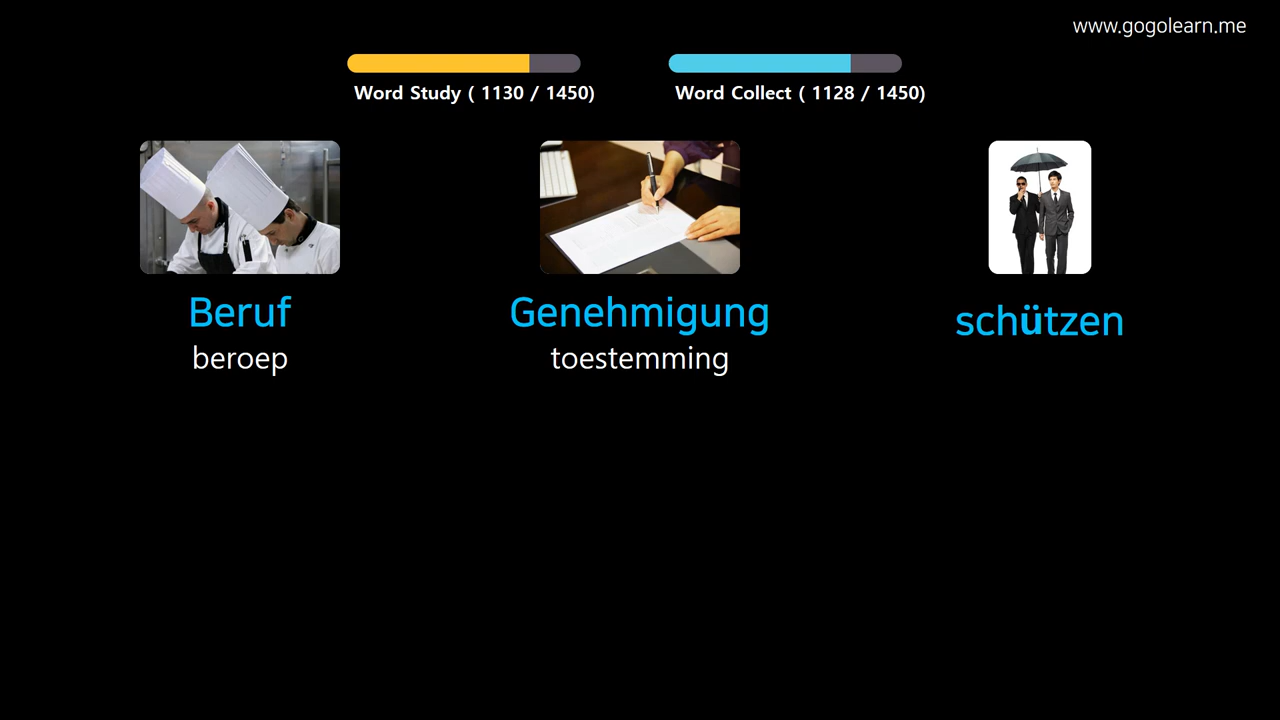 www.gogolearn.me
Word Study ( 1130 / 1450)
Word Collect ( 1128 / 1450)
Beruf
Genehmigung
schützen
beroep
toestemming